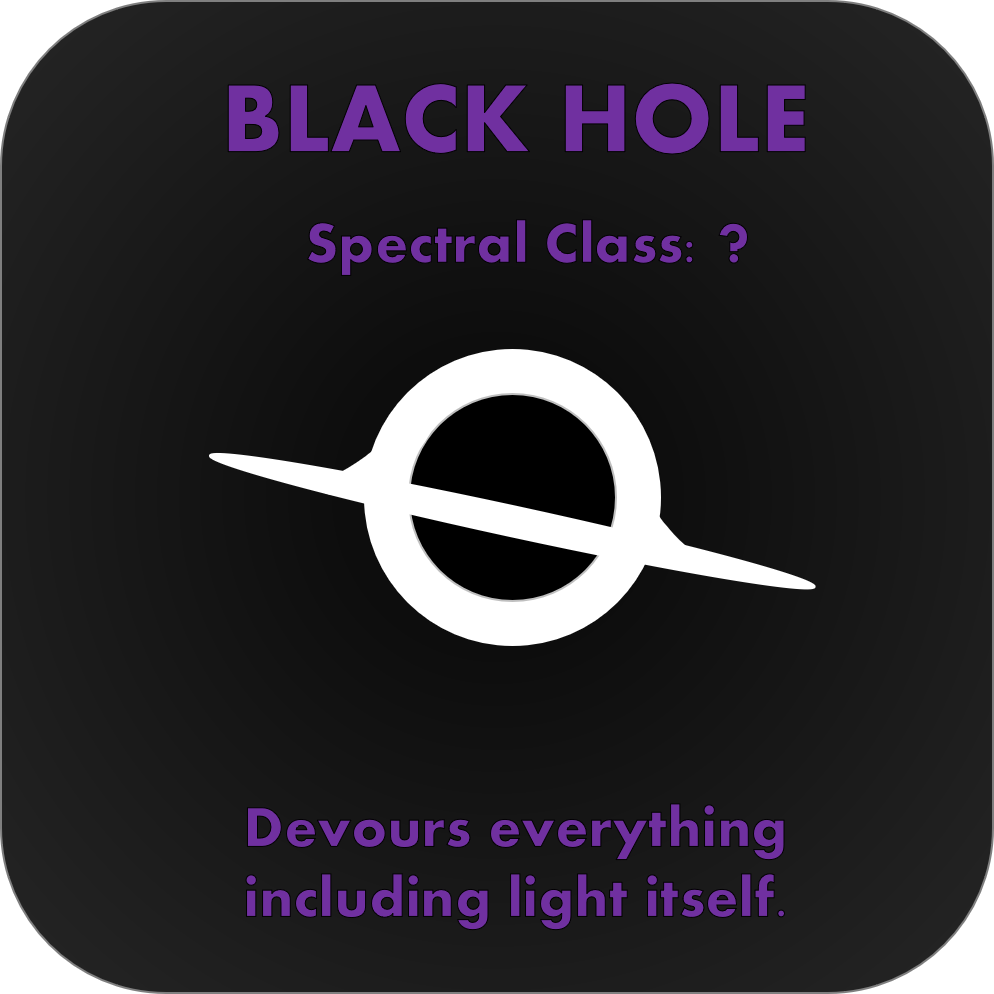 BLACK HOLE
Spectral Class: ?
Devours everything
including light itself.